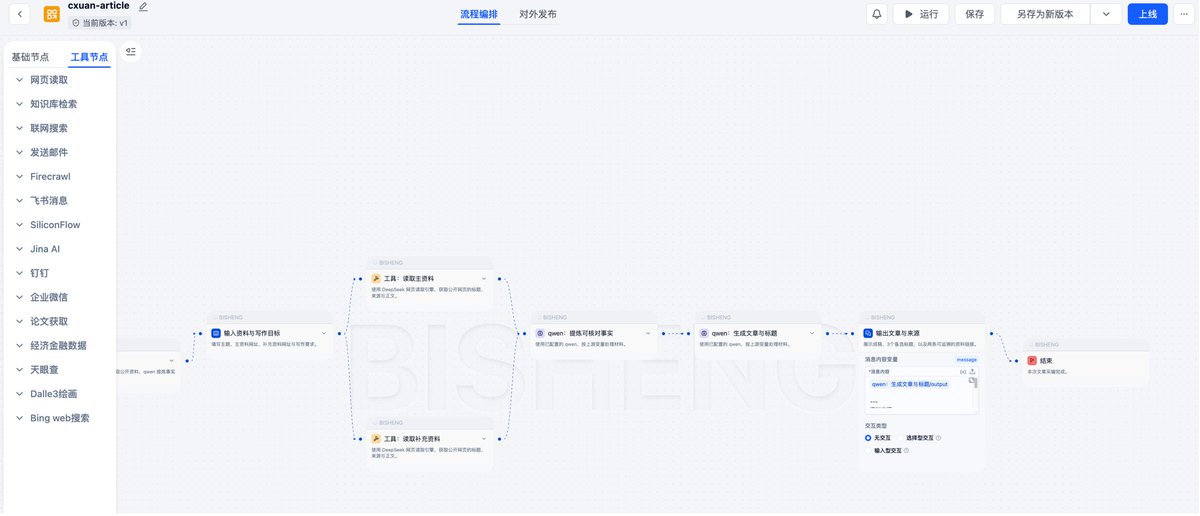 cxuan-article
当前版本: v1
流程编排
对外发布
运行
保存
另存为新版本
上线
基础节点
工具节点
网页读取
知识库检索
联网搜索
发送邮件
Firecrawl
飞书消息
SiliconFlow
Jina AI
钉钉
企业微信
论文获取
经济金融数据
天眼查
Dalle3绘画
Bing web搜索
BISHENG
取公开资料，qwen 提炼事实
BISHENG
输入资料与写作目标
填写主题、主资料网址、补充资料网址与写作要求。
BISHENG
工具：读取主资料
使用 DeepSeek 网页读取引擎，获取公开网页的标题、
来源与正文。
BISHENG
工具：读取补充资料
使用 DeepSeek 网页读取引擎，获取公开网页的标题、
来源与正文。
BISHENG
qwen：提炼可核对事实
使用已配置的 qwen，按上游变量处理材料。
BISHENG
qwen：生成文章与标题
使用已配置的 qwen，按上游变量处理材料。
BISHENG
输出文章与来源
展示成稿、3个备选标题，以及两条可追溯的资料链接。
消息内容变量
message
*消息内容
{x}
qwen：生成文章与标题/output
---
交互类型
无交互
选择型交互
输入型交互
BISHENG
结束
本次文章采编完成。